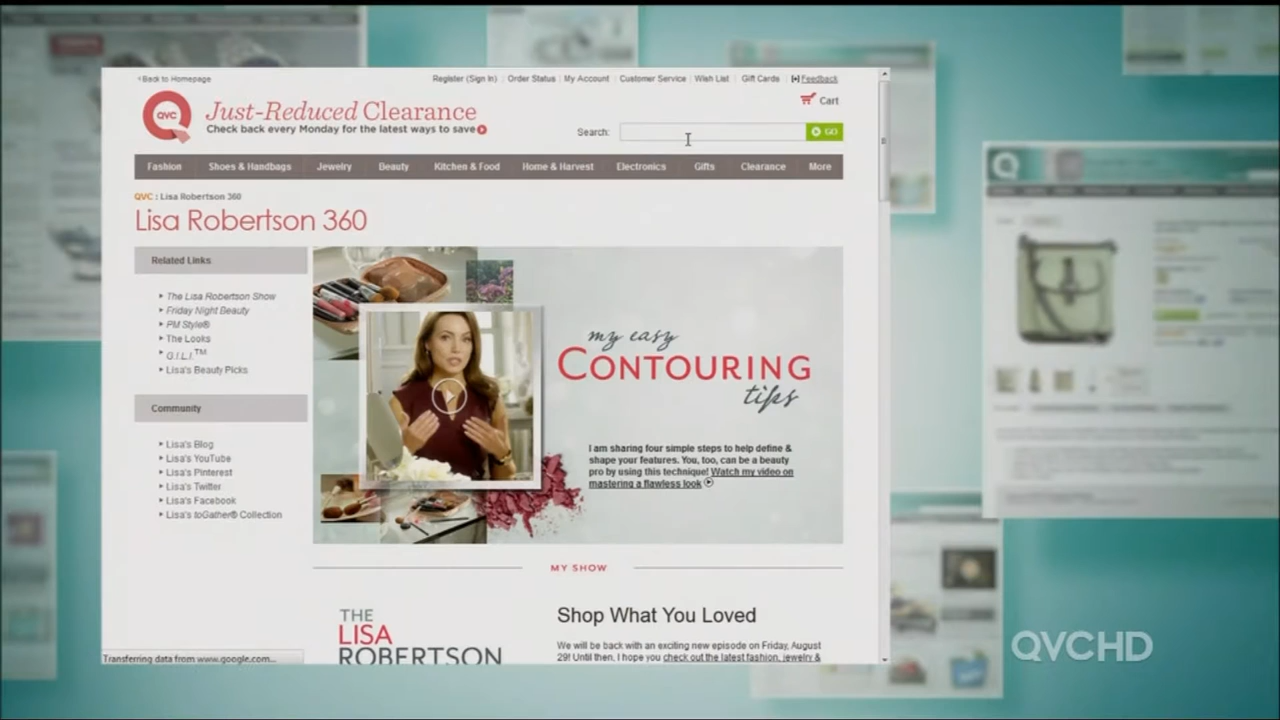 Back to Homepage
Register (Sign In) Order Status My Account Customer Service Wish List Gift Cards [+] Feedback
QVC
Just-Reduced Clearance
Cart
Check back every Monday for the latest ways to save
Search:
GO
Fashion Shoes & Handbags Jewelry Beauty Kitchen & Food Home & Harvest Electronics Gifts Clearance More
QVC : Lisa Robertson 360
Lisa Robertson 360
Related Links
The Lisa Robertson Show
Friday Night Beauty
PM Style®
The Looks
G.I.L.I.™
Lisa's Beauty Picks
Community
Lisa's Blog
Lisa's YouTube
Lisa's Pinterest
Lisa's Twitter
Lisa's Facebook
Lisa's toGather® Collection
my easy
CONTOURING
tips
I am sharing four simple steps to help define &
shape your features. You, too, can be a beauty
pro by using this technique! Watch my video on
mastering a flawless look
MY SHOW
THE
LISA
ROBERTSON
Shop What You Loved
We will be back with an exciting new episode on Friday, August
29! Until then, I hope you check out the latest fashion, jewelry &
Transferring data from www.google.com...
QVCHD